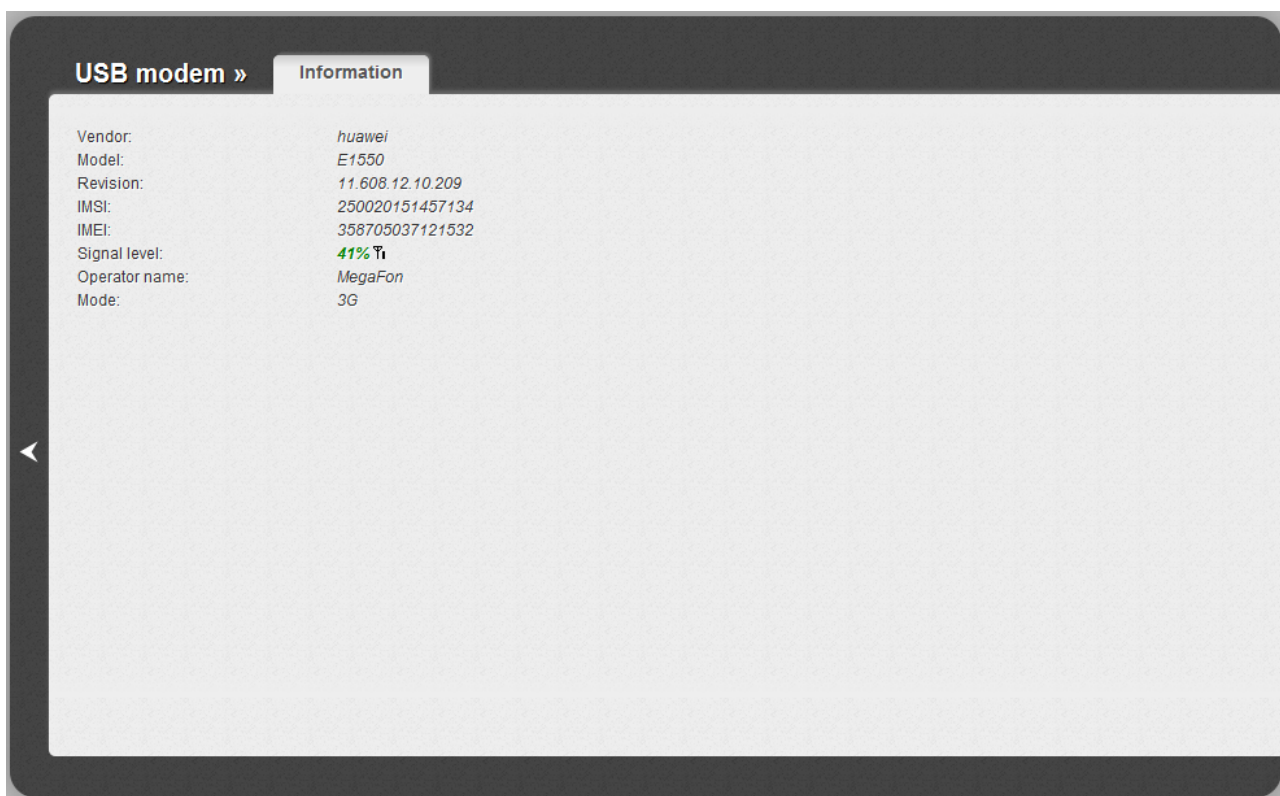 USB modem » Information
Vendor: huawei
Model: E1550
Revision: 11.608.12.10.209
IMSI: 250020151457134
IMEI: 358705037121532
Signal level: 41%
Operator name: MegaFon
Mode: 3G